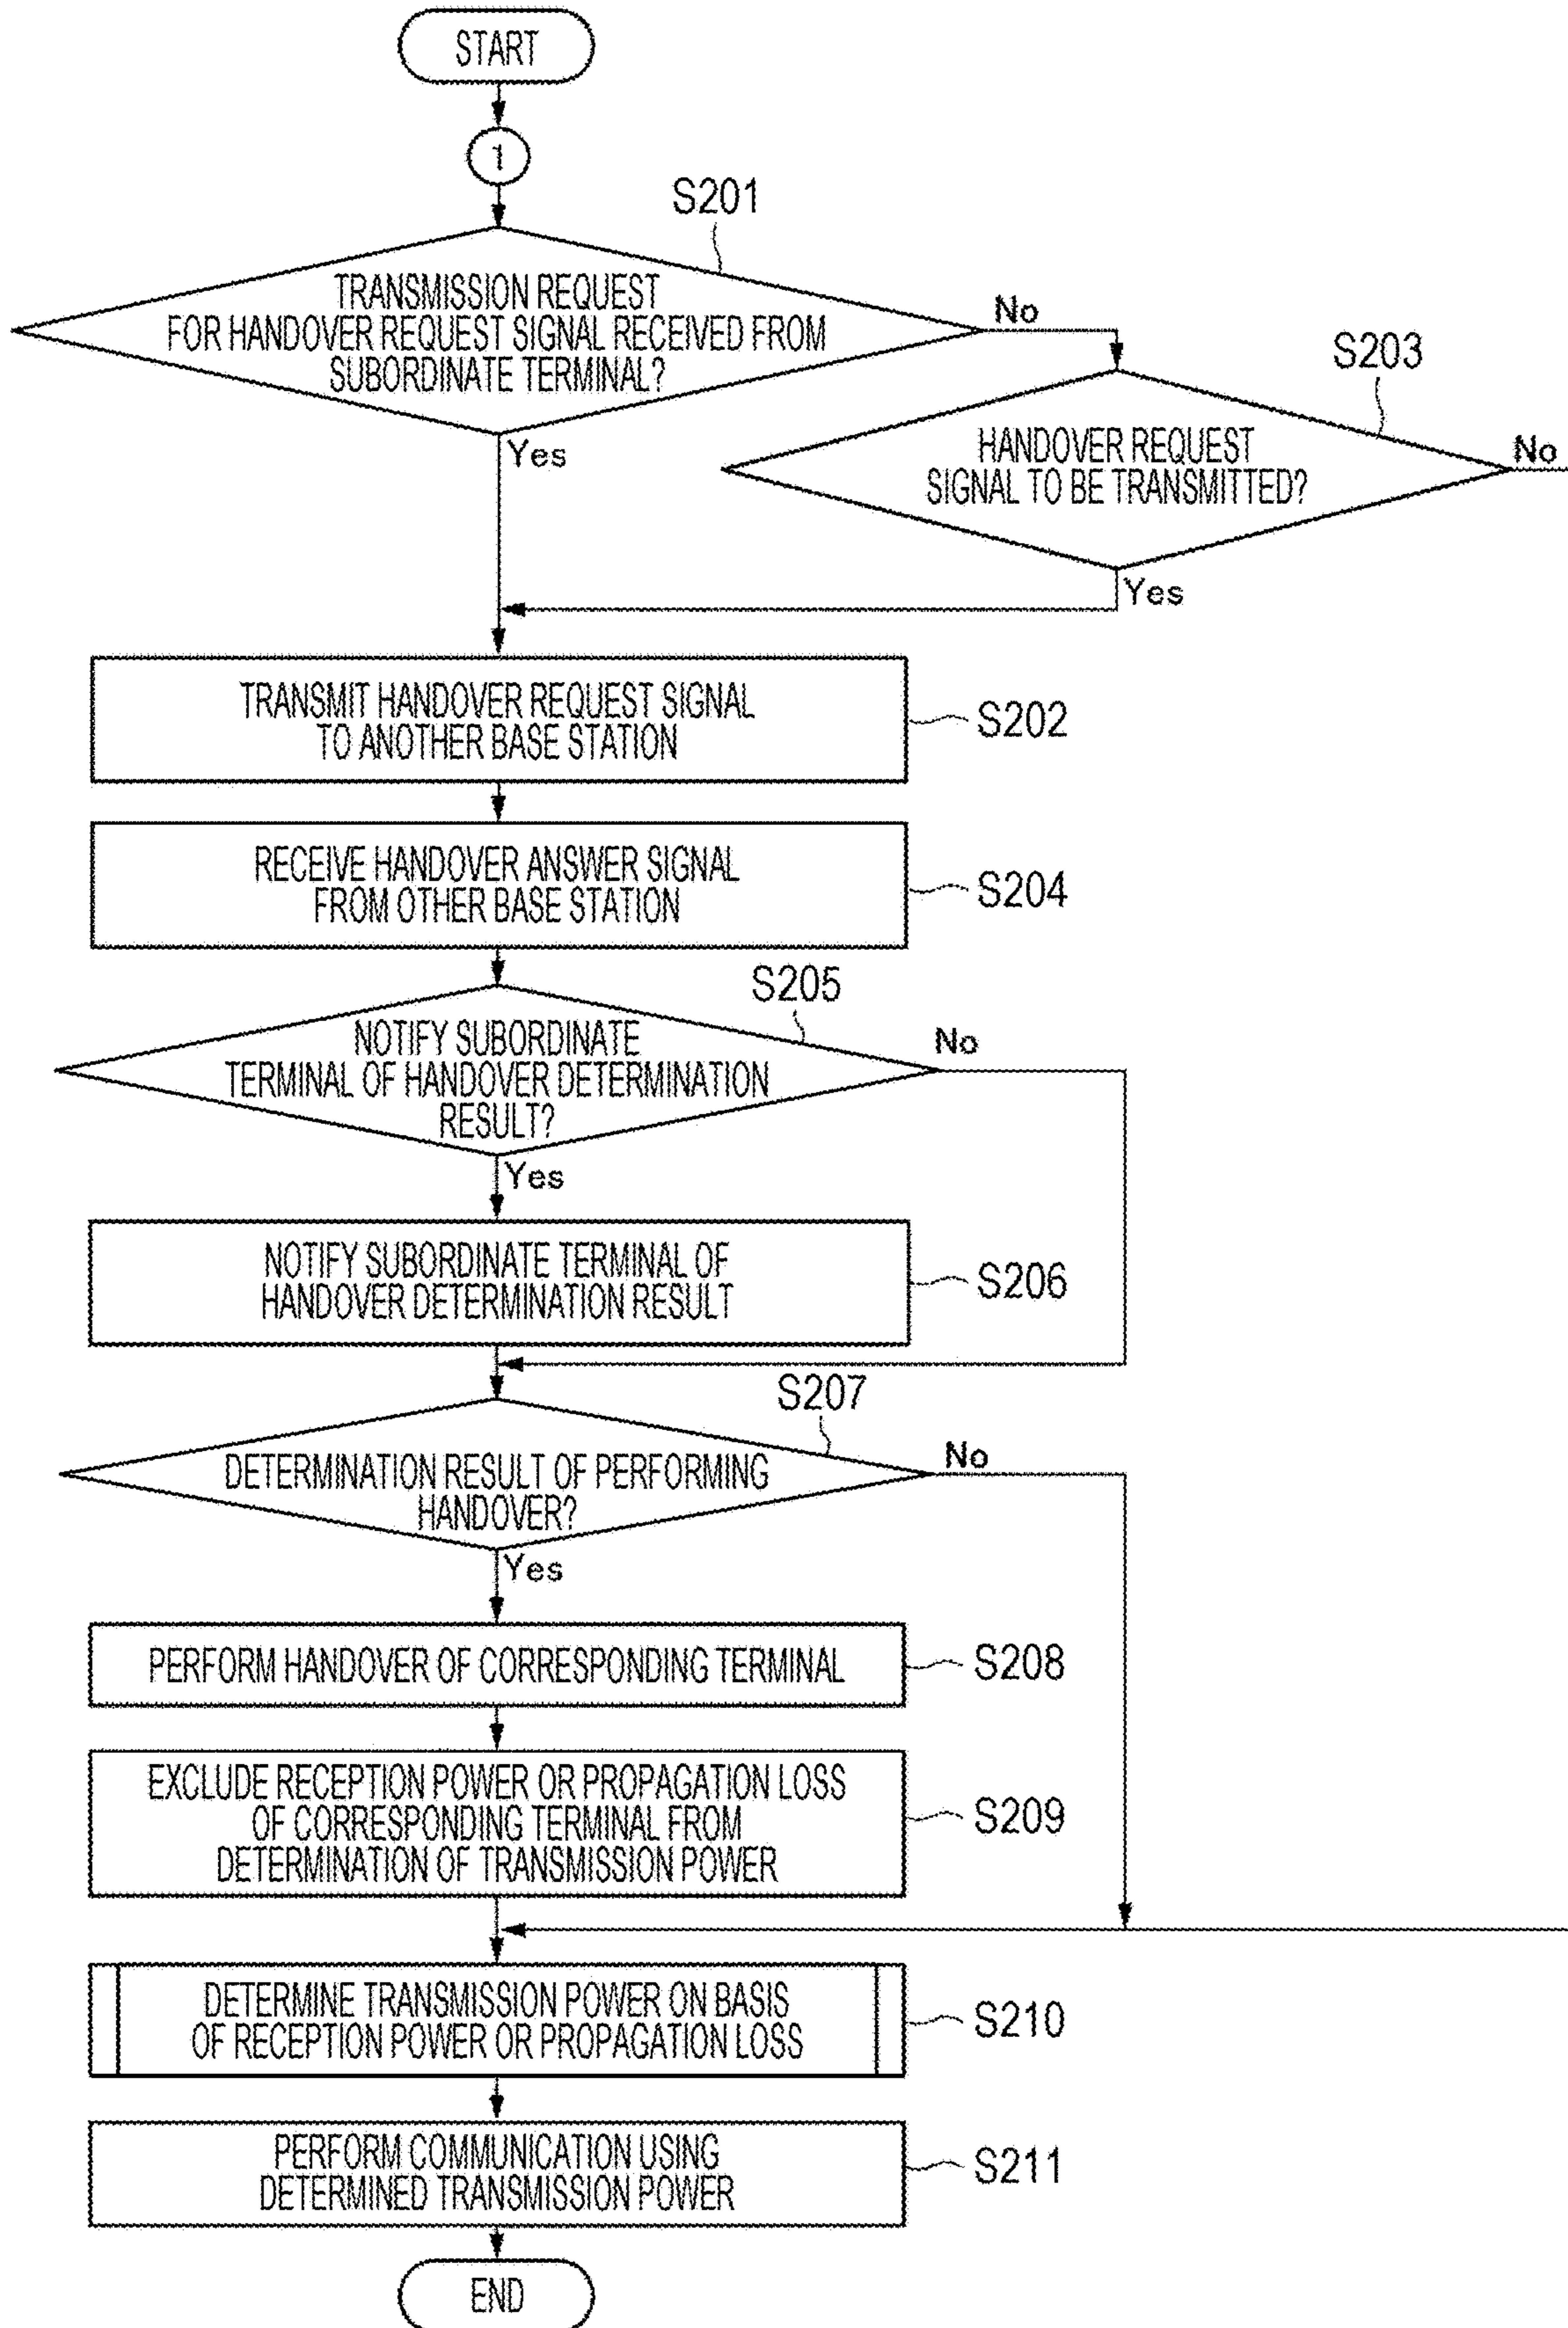 START
1
S201
TRANSMISSION REQUEST
FOR HANDOVER REQUEST SIGNAL RECEIVED FROM
SUBORDINATE TERMINAL?
No
Yes
S203
HANDOVER REQUEST
SIGNAL TO BE TRANSMITTED?
No
Yes
TRANSMIT HANDOVER REQUEST SIGNAL
TO ANOTHER BASE STATION
S202
RECEIVE HANDOVER ANSWER SIGNAL
FROM OTHER BASE STATION
S204
S205
NOTIFY SUBORDINATE
TERMINAL OF HANDOVER DETERMINATION
RESULT?
No
Yes
NOTIFY SUBORDINATE TERMINAL OF
HANDOVER DETERMINATION RESULT
S206
S207
DETERMINATION RESULT OF PERFORMING
HANDOVER?
No
Yes
PERFORM HANDOVER OF CORRESPONDING TERMINAL
S208
EXCLUDE RECEPTION POWER OR PROPAGATION LOSS
OF CORRESPONDING TERMINAL FROM
DETERMINATION OF TRANSMISSION POWER
S209
DETERMINE TRANSMISSION POWER ON BASIS
OF RECEPTION POWER OR PROPAGATION LOSS
S210
PERFORM COMMUNICATION USING
DETERMINED TRANSMISSION POWER
S211
END